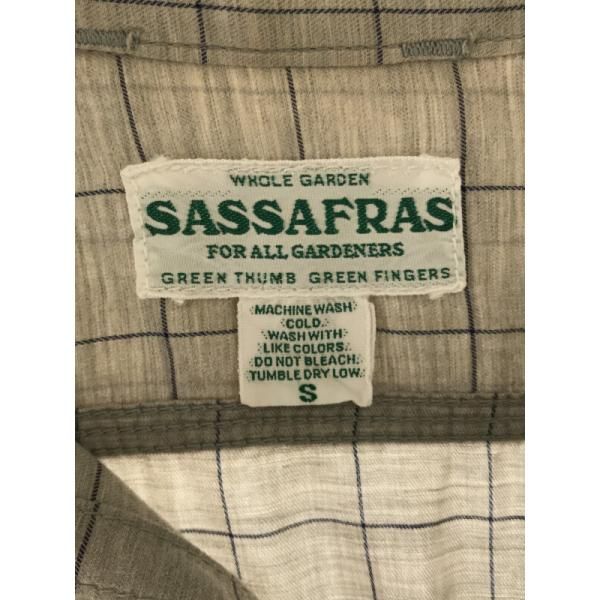 WHOLE GARDEN
SASSAFRAS
FOR ALL GARDENERS
GREEN THUMB GREEN FINGERS
MACHINE WASH
COLD.
WASH WITH
LIKE COLORS.
DO NOT BLEACH.
TUMBLE DRY LOW.
S